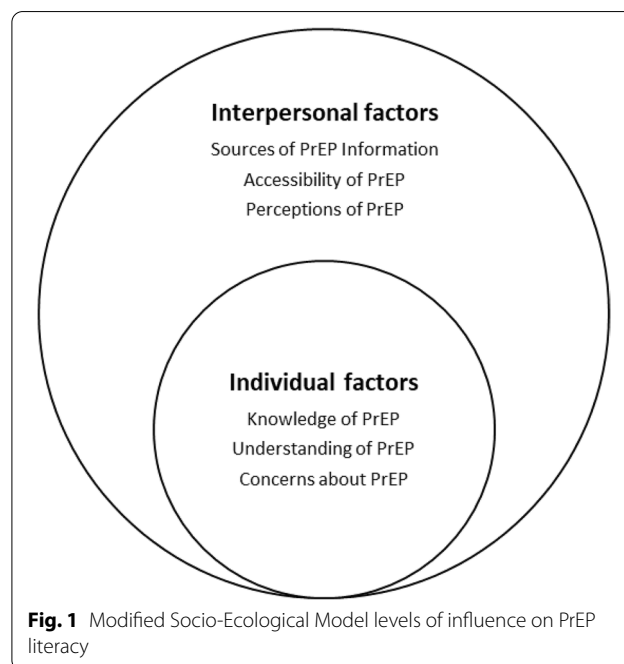 Interpersonal factors
Sources of PrEP Information
Accessibility of PrEP
Perceptions of PrEP
Individual factors
Knowledge of PrEP
Understanding of PrEP
Concerns about PrEP
Fig. 1 Modified Socio-Ecological Model levels of influence on PrEP
literacy